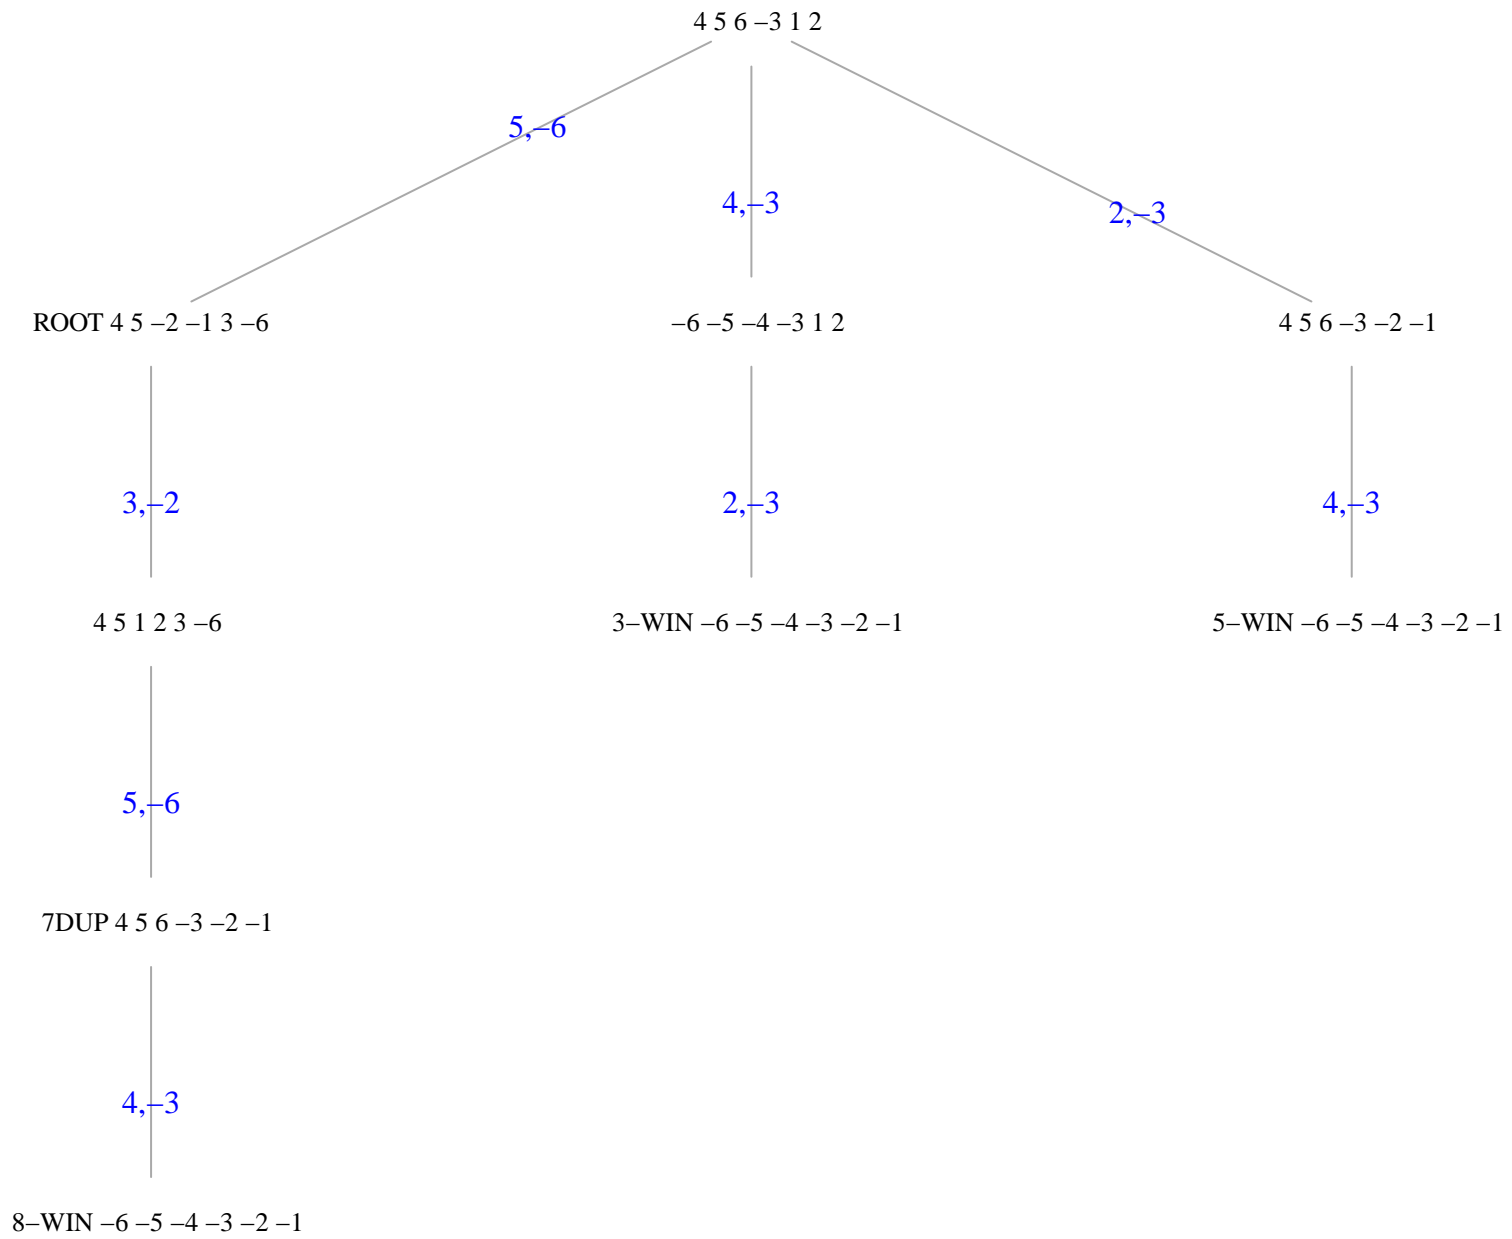 4 5 6 –3 1 2
5,–6
4,–3
2,–3
ROOT 4 5 –2 –1 3 –6
–6 –5 –4 –3 1 2
4 5 6 –3 –2 –1
3,–2
2,–3
4,–3
4 5 1 2 3 –6
3–WIN –6 –5 –4 –3 –2 –1
5–WIN –6 –5 –4 –3 –2 –1
5,–6
7DUP 4 5 6 –3 –2 –1
4,–3
8–WIN –6 –5 –4 –3 –2 –1